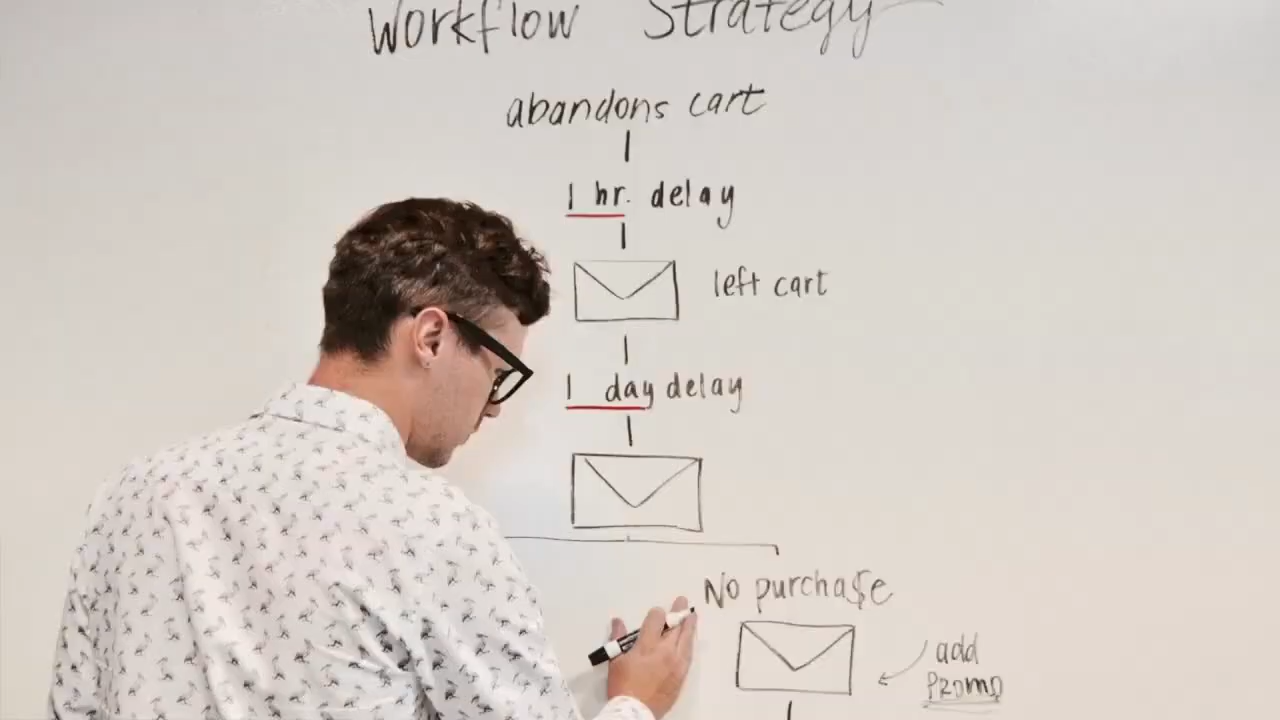 Workflow Strategy
abandons cart
1 hr. delay
left cart
1 day delay
No purchase
add
PROMO